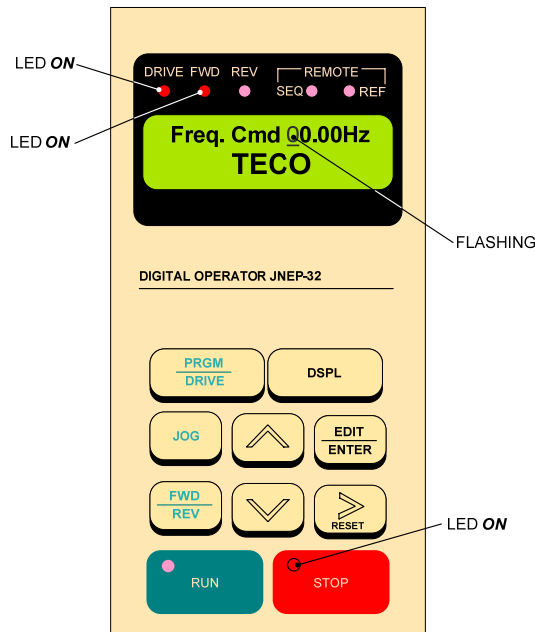 LED ON
DRIVE FWD REV REMOTE
SEQ REF
LED ON
Freq. Cmd 00.00Hz
TECO
FLASHING
DIGITAL OPERATOR JNEP-32
PRGM
DRIVE
DSPL
JOG
EDIT
ENTER
FWD
REV
RESET
LED ON
RUN
STOP